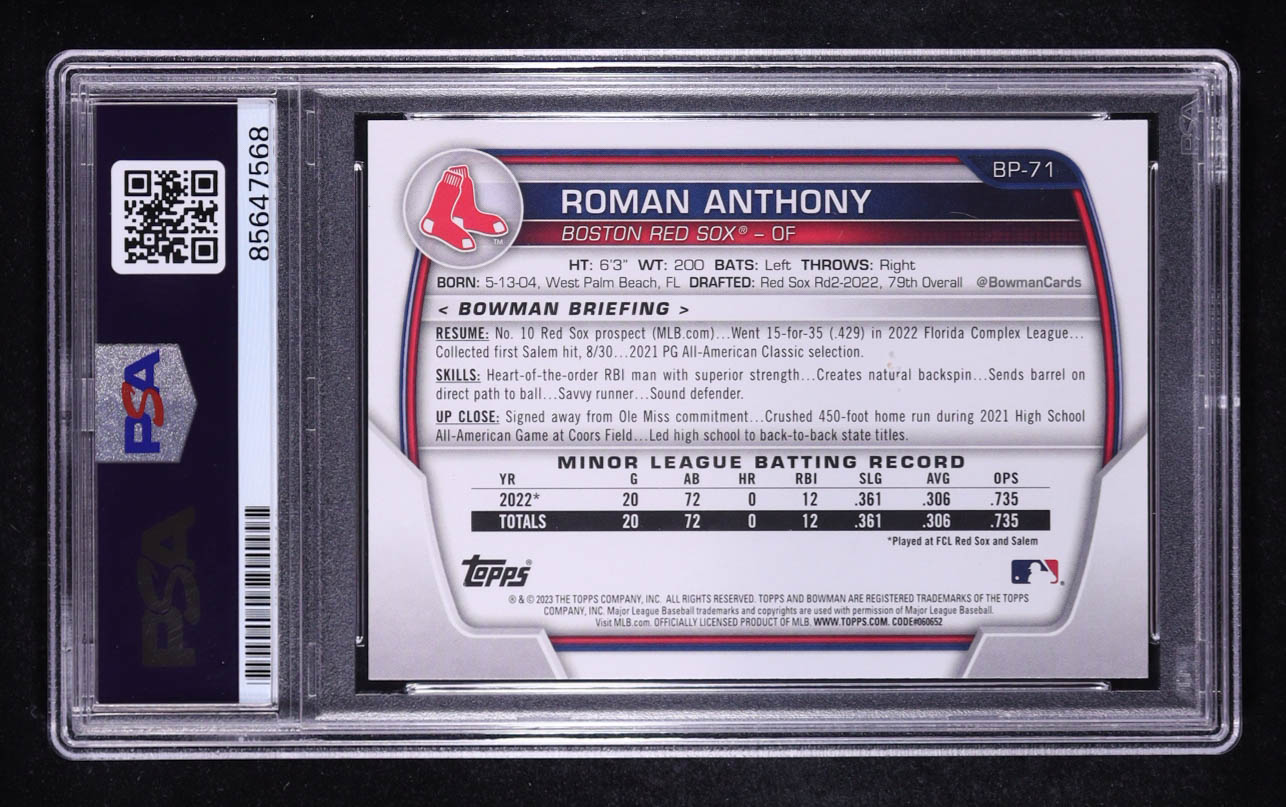 85647568
PSA
PSA
BP-71
ROMAN ANTHONY
BOSTON RED SOX® – OF
TM
HT: 6'3" WT: 200 BATS: Left THROWS: Right
BORN: 5-13-04, West Palm Beach, FL DRAFTED: Red Sox Rd2-2022, 79th Overall @BowmanCards
< BOWMAN BRIEFING >
RESUME: No. 10 Red Sox prospect (MLB.com)...Went 15-for-35 (.429) in 2022 Florida Complex League...
Collected first Salem hit, 8/30...2021 PG All-American Classic selection.
SKILLS: Heart-of-the-order RBI man with superior strength...Creates natural backspin...Sends barrel on
direct path to ball...Savvy runner...Sound defender.
UP CLOSE: Signed away from Ole Miss commitment...Crushed 450-foot home run during 2021 High School
All-American Game at Coors Field...Led high school to back-to-back state titles.
MINOR LEAGUE BATTING RECORD
YR G AB HR RBI SLG AVG OPS
2022* 20 72 0 12 .361 .306 .735
TOTALS 20 72 0 12 .361 .306 .735
*Played at FCL Red Sox and Salem
Topps®
® & © 2023 THE TOPPS COMPANY, INC. ALL RIGHTS RESERVED. TOPPS AND BOWMAN ARE REGISTERED TRADEMARKS OF THE TOPPS
COMPANY, INC. Major League Baseball trademarks and copyrights are used with permission of Major League Baseball.
Visit MLB.com. OFFICIALLY LICENSED PRODUCT OF MLB. WWW.TOPPS.COM. CODE#060652
PSA